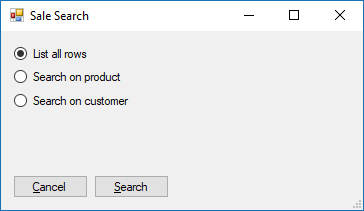 Sale Search
List all rows
Search on product
Search on customer
Cancel
Search